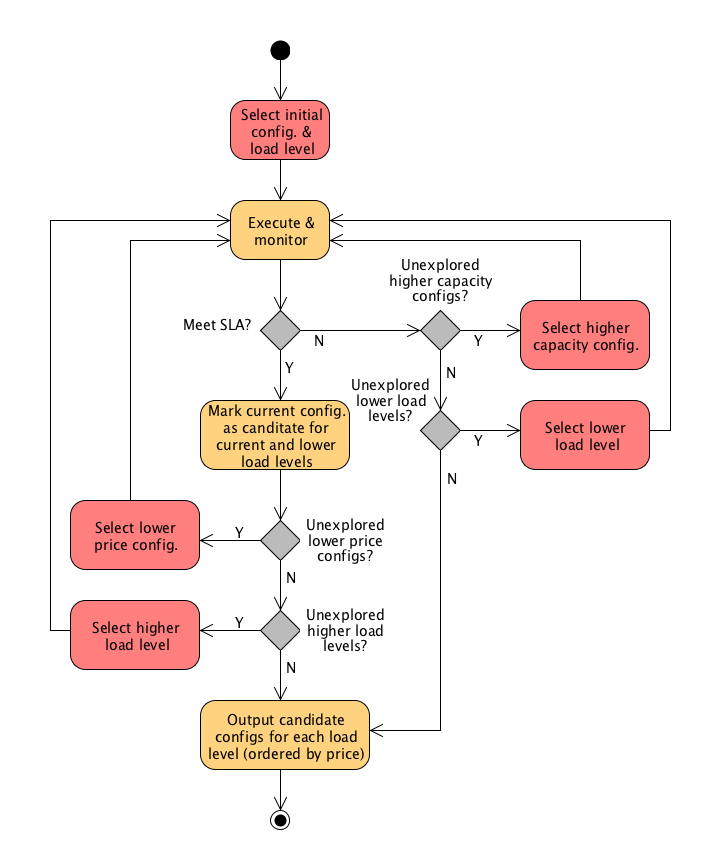 Select initial
config. &
load level
Execute &
monitor
Unexplored
higher capacity
configs?
Meet SLA?
N
Select higher
capacity config.
Y
Y
N
Unexplored
lower load
levels?
Mark current config.
as canditate for
current and lower
load levels
Select lower
load level
Y
N
Select lower
price config.
Y
Unexplored
lower price
configs?
N
Select higher
load level
Y
Unexplored
higher load
levels?
N
Output candidate
configs for each load
level (ordered by price)